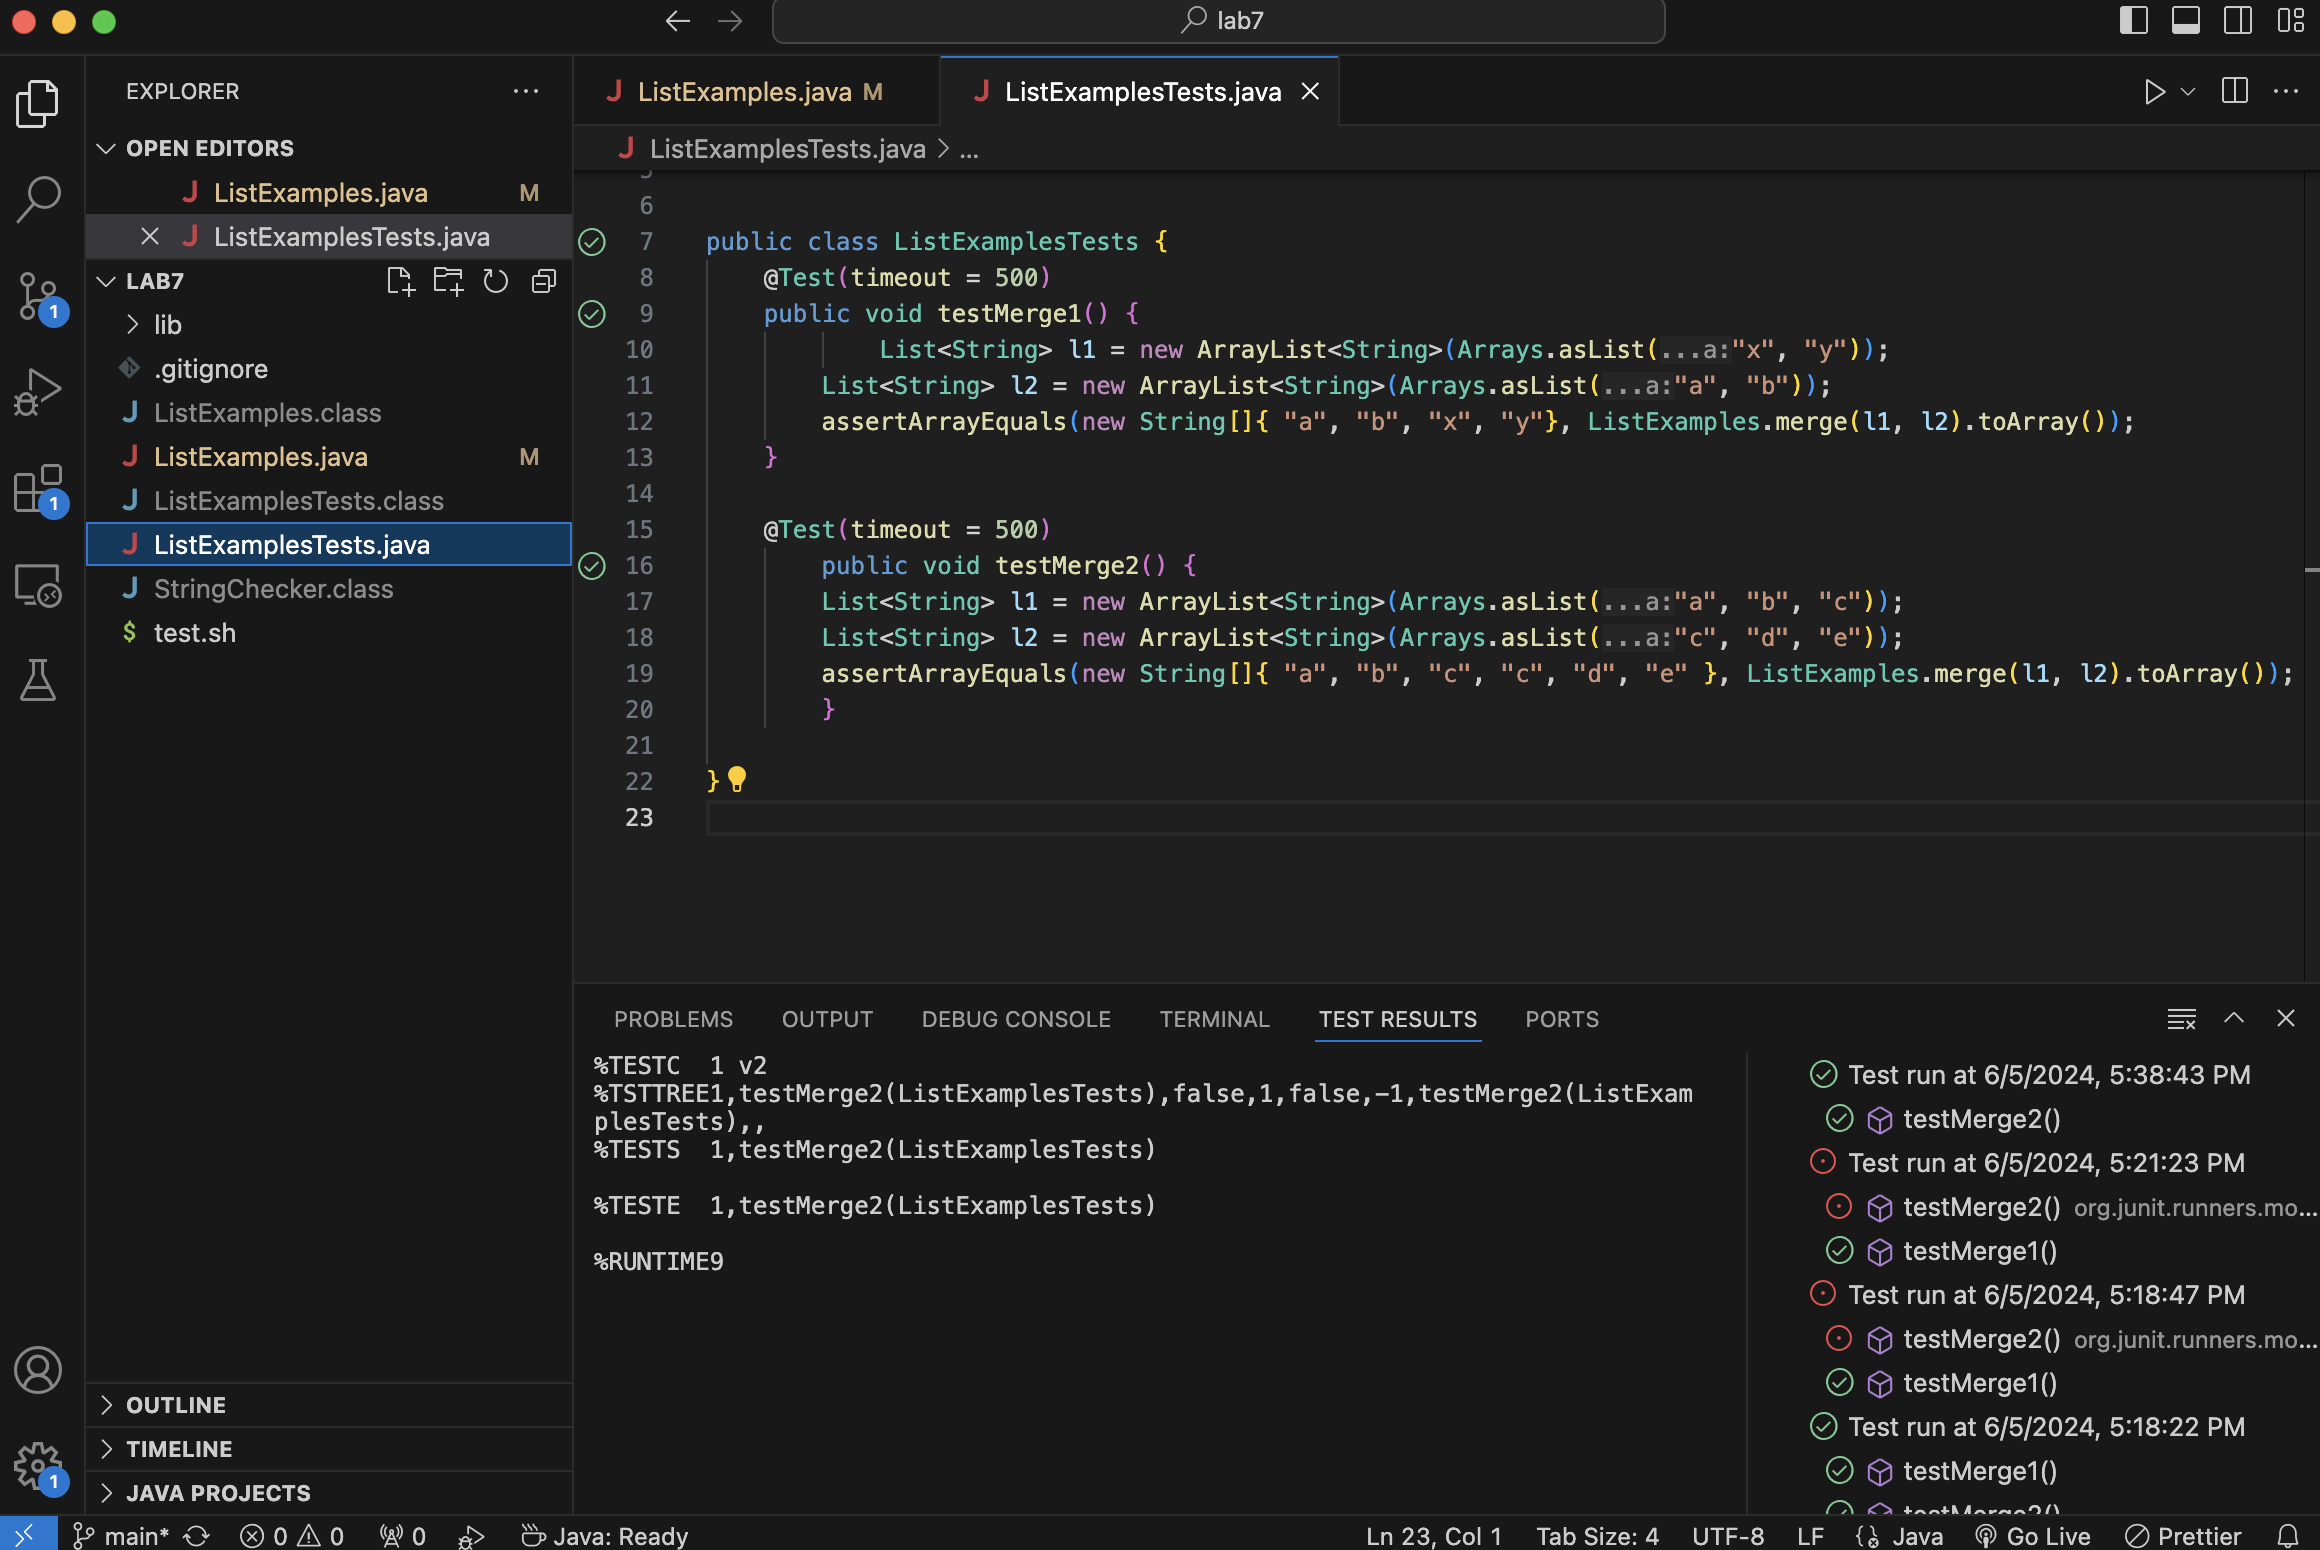 lab7
EXPLORER
OPEN EDITORS
ListExamples.java M
ListExamplesTests.java
LAB7
lib
.gitignore
ListExamples.class
ListExamples.java M
ListExamplesTests.class
ListExamplesTests.java
StringChecker.class
$ test.sh
OUTLINE
TIMELINE
JAVA PROJECTS
1
1
1
ListExamples.java M
ListExamplesTests.java
ListExamplesTests.java > ...
5
6
7 public class ListExamplesTests {
8 @Test(timeout = 500)
9 public void testMerge1() {
10 List<String> l1 = new ArrayList<String>(Arrays.asList(...a:"x", "y"));
11 List<String> l2 = new ArrayList<String>(Arrays.asList(...a:"a", "b"));
12 assertArrayEquals(new String[]{ "a", "b", "x", "y"}, ListExamples.merge(l1, l2).toArray());
13 }
14
15 @Test(timeout = 500)
16 public void testMerge2() {
17 List<String> l1 = new ArrayList<String>(Arrays.asList(...a:"a", "b", "c"));
18 List<String> l2 = new ArrayList<String>(Arrays.asList(...a:"c", "d", "e"));
19 assertArrayEquals(new String[]{ "a", "b", "c", "c", "d", "e" }, ListExamples.merge(l1, l2).toArray());
20 }
21
22 }
23
PROBLEMS OUTPUT DEBUG CONSOLE TERMINAL TEST RESULTS PORTS
%TESTC  1 v2
%TSTTREE1,testMerge2(ListExamplesTests),false,1,false,-1,testMerge2(ListExam
plesTests),,
%TESTS  1,testMerge2(ListExamplesTests)
%TESTE  1,testMerge2(ListExamplesTests)
%RUNTIME9
Test run at 6/5/2024, 5:38:43 PM
testMerge2()
Test run at 6/5/2024, 5:21:23 PM
testMerge2() org.junit.runners.mo...
testMerge1()
Test run at 6/5/2024, 5:18:47 PM
testMerge2() org.junit.runners.mo...
testMerge1()
Test run at 6/5/2024, 5:18:22 PM
testMerge1()
testMerge2()
main* 0 0 0 Java: Ready Ln 23, Col 1 Tab Size: 4 UTF-8 LF Java Go Live Prettier